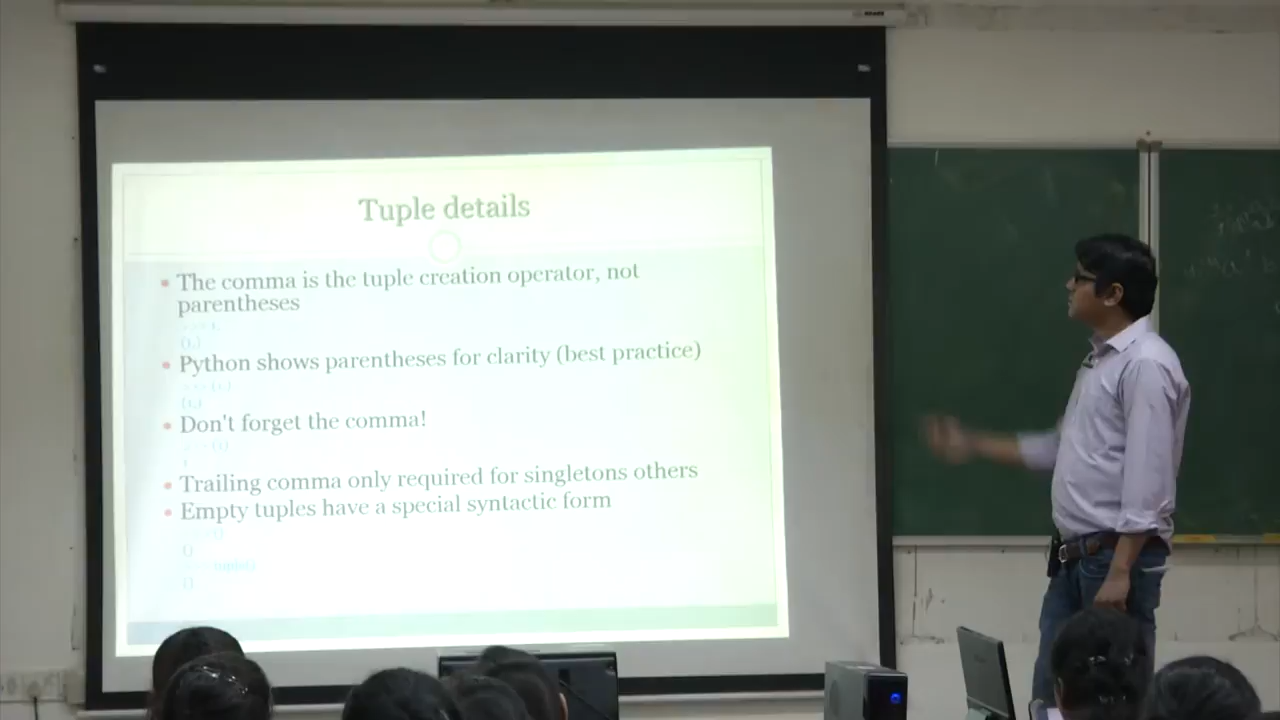 Tuple details
The comma is the tuple creation operator, not
parentheses
Python shows parentheses for clarity (best practice)
Don't forget the comma!
Trailing comma only required for singletons others
Empty tuples have a special syntactic form
()
tuple()
()